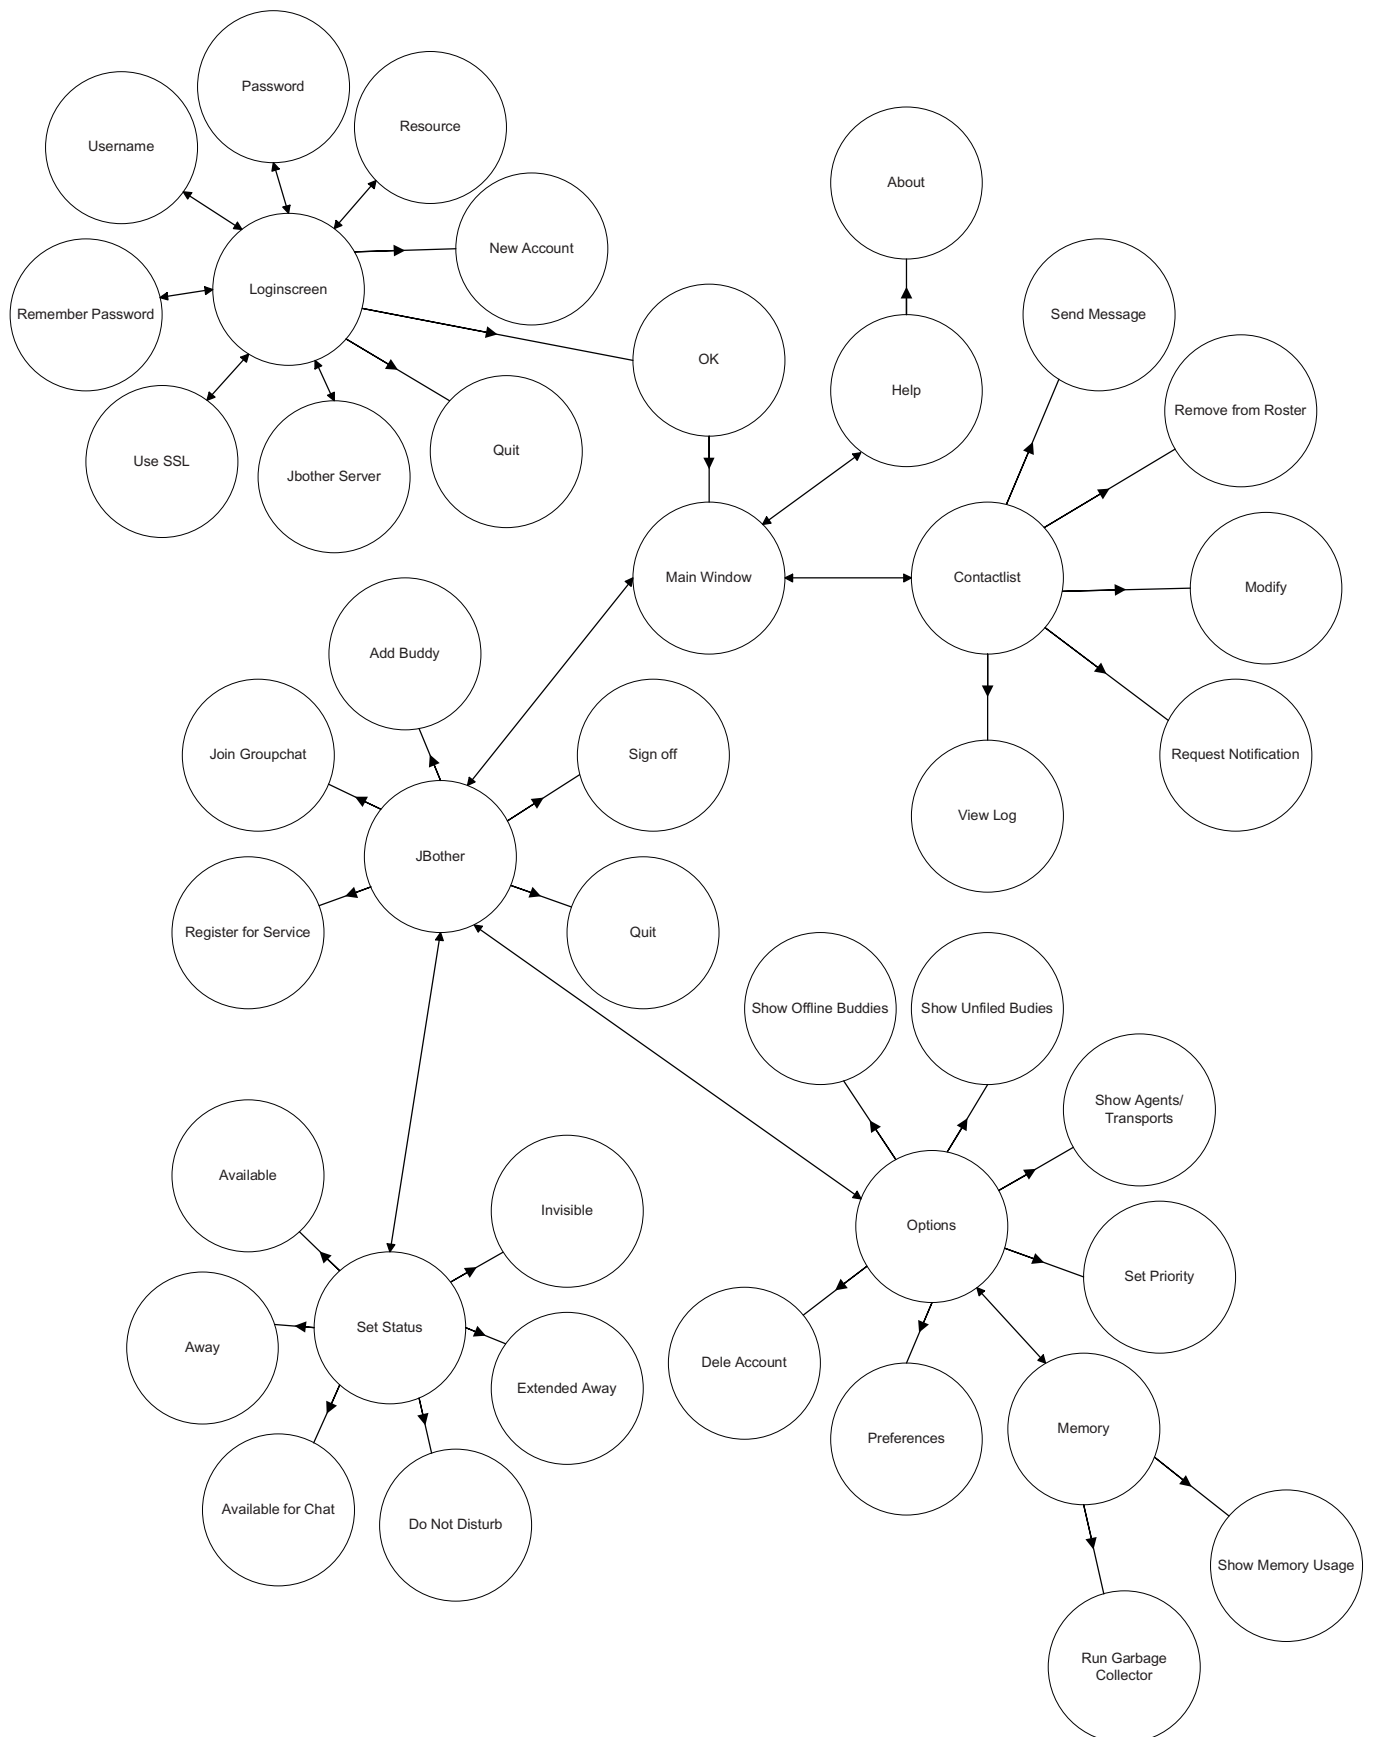 Password
Resource
Username
About
New Account
Loginscreen
Remember Password
Send Message
OK
Help
Remove from Roster
Quit
Use SSL
Jbother Server
Main Window
Contactlist
Modify
Add Buddy
Join Groupchat
Sign off
Request Notification
View Log
JBother
Register for Service
Quit
Show Offline Buddies
Show Unfiled Budies
Show Agents/
Transports
Available
Invisible
Options
Set Priority
Set Status
Away
Dele Account
Extended Away
Preferences
Memory
Available for Chat
Do Not Disturb
Show Memory Usage
Run Garbage
Collector